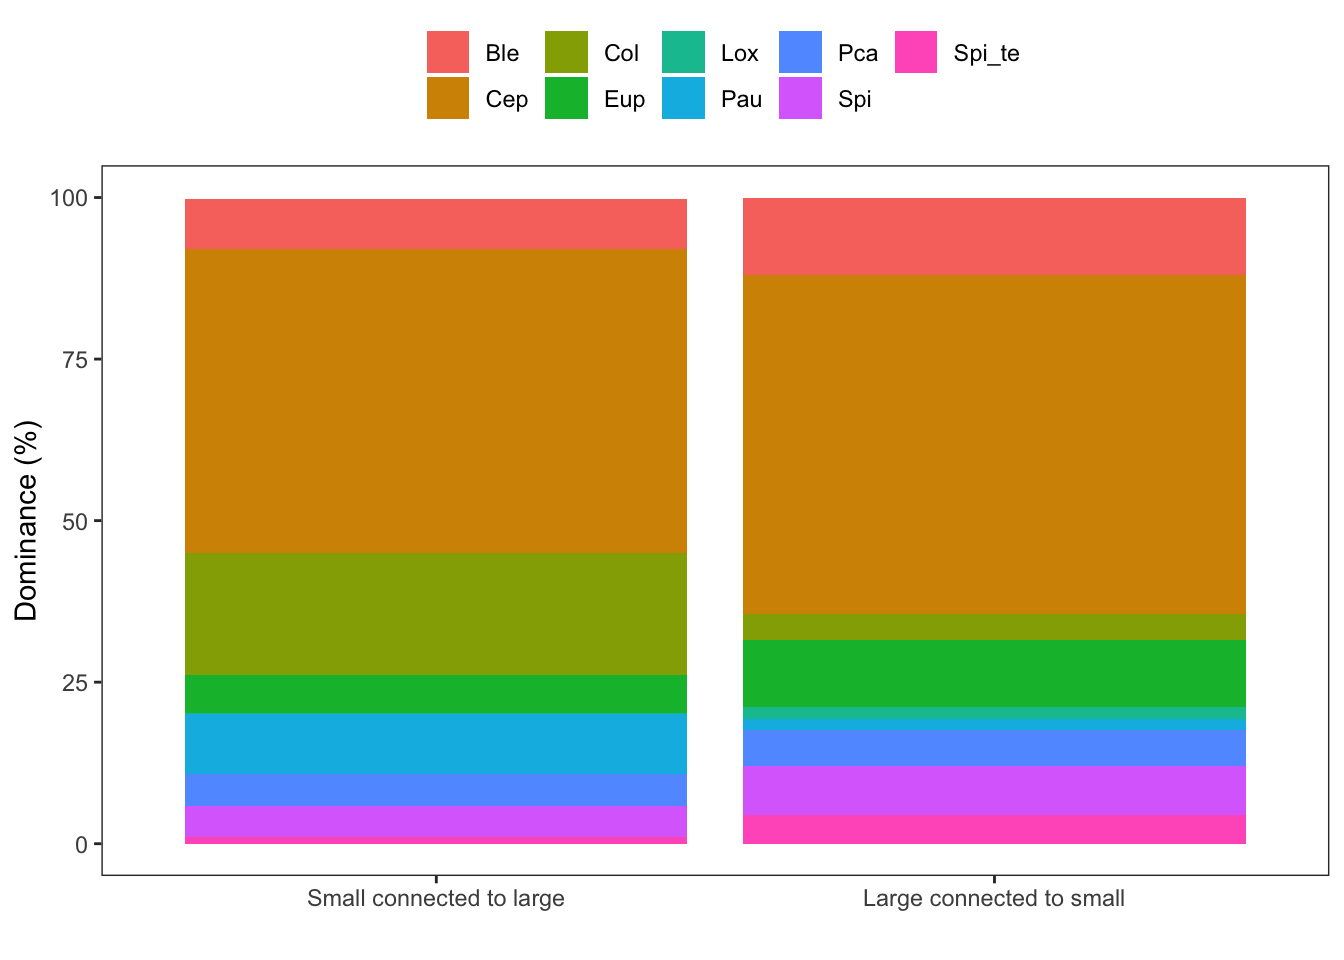 Ble Col Lox Pca Spi_te
Cep Eup Pau Spi
Dominance (%)
100
75
50
25
0
Small connected to large Large connected to small